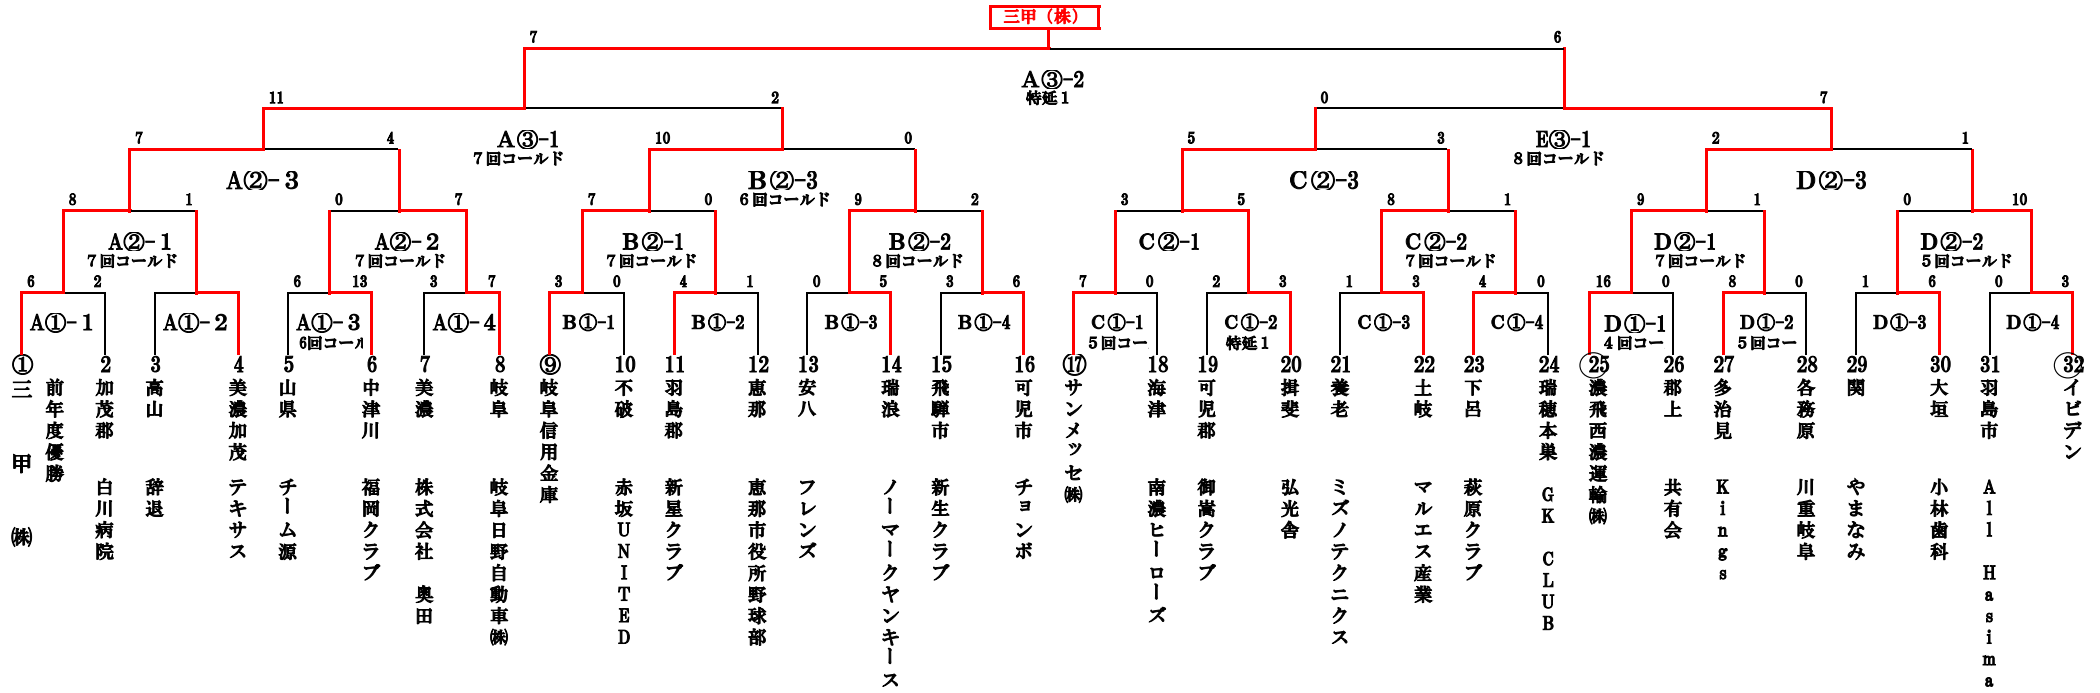 三甲（株）
7 6
A③-2
特延１
11 2 0 7
A③-1 E③-1
７回コールド ８回コールド
7 4 10 0 5 3 2 1
A②-3 B②-3 C②-3 D②-3
６回コールド
8 1 0 7 7 0 9 2 3 5 8 1 9 1 0 10
A②-1 A②-2 B②-1 B②-2 C②-1 C②-2 D②-1 D②-2
７回コールド ７回コールド ７回コールド ８回コールド ７回コールド ７回コールド ５回コールド
6 2 6 13 3 7 3 0 4 1 0 5 3 6 7 0 2 3 1 3 4 0 16 0 8 0 1 6 0 3
A①-1 A①-2 A①-3 A①-4 B①-1 B①-2 B①-3 B①-4 C①-1 C①-2 C①-3 C①-4 D①-1 D①-2 D①-3 D①-4
6回コール ５回コー 特延１ ４回コー ５回コー
① 2 3 4 5 6 7 8 ⑨ 10 11 12 13 14 15 16 ⑰ 18 19 20 21 22 23 24 ㉕ 26 27 28 29 30 31 ㉜
三甲㈱
前年度優勝
加茂郡 白川病院
高山 辞退
美濃加茂 テキサス
山県 チーム源
中津川 福岡クラブ
美濃 株式会社 奥田
岐阜 岐阜日野自動車㈱
岐阜信用金庫
不破 赤坂UNITED
羽島郡 新星クラブ
恵那 恵那市役所野球部
安八 フレンズ
瑞浪 ノーマークヤンキース
飛騨市 新生クラブ
可児市 チョンボ
サンメッセ㈱
海津 南濃ヒーローズ
可児郡 御嵩クラブ
揖斐 弘光舎
養老 ミズノテクニクス
土岐 マルエス産業
下呂 萩原クラブ
瑞穂本巣 GK CLUB
濃飛西濃運輸㈱
郡上 共有会
多治見 Kings
各務原 川重岐阜
関 やまなみ
大垣 小林歯科
羽島市 All Hasima
イビデン